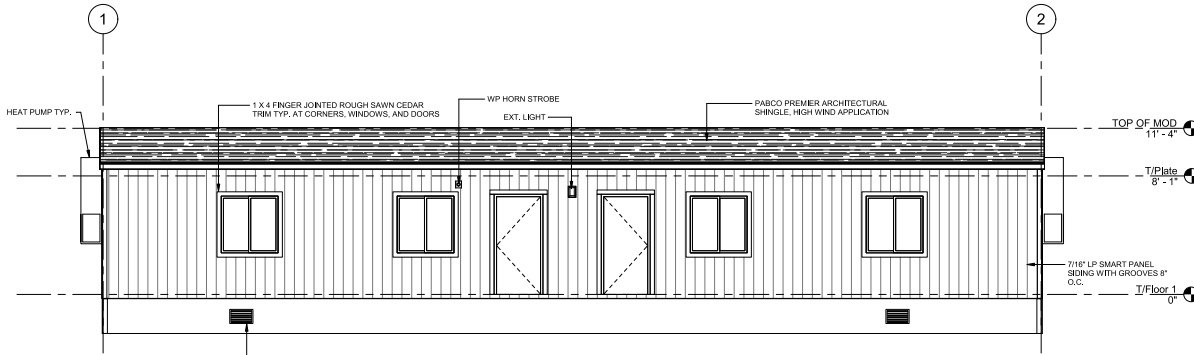 1
2
HEAT PUMP TYP.
1 X 4 FINGER JOINTED ROUGH SAWN CEDAR
TRIM TYP. AT CORNERS, WINDOWS, AND DOORS
WP HORN STROBE
EXT. LIGHT
PABCO PREMIER ARCHITECTURAL
SHINGLE, HIGH WIND APPLICATION
TOP OF MOD
11' - 4"
T/Plate
8' - 1"
7/16" LP SMART PANEL
SIDING WITH GROOVES 8"
O.C.
T/Floor 1
0"